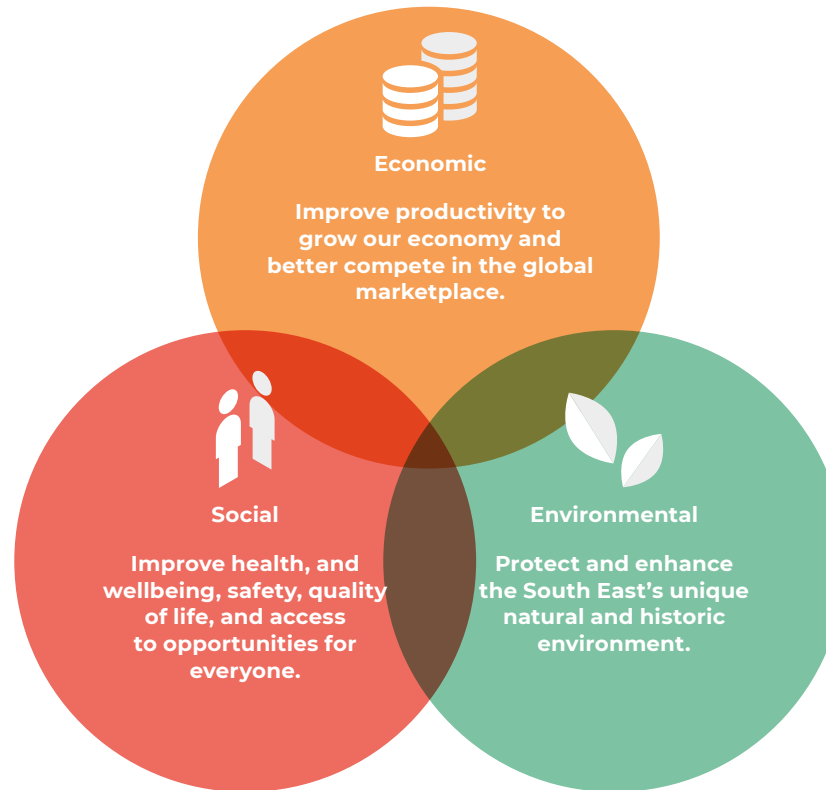 Economic
Improve productivity to
grow our economy and
better compete in the global
marketplace.
Social
Improve health, and
wellbeing, safety, quality
of life, and access
to opportunities for
everyone.
Environmental
Protect and enhance
the South East’s unique
natural and historic
environment.